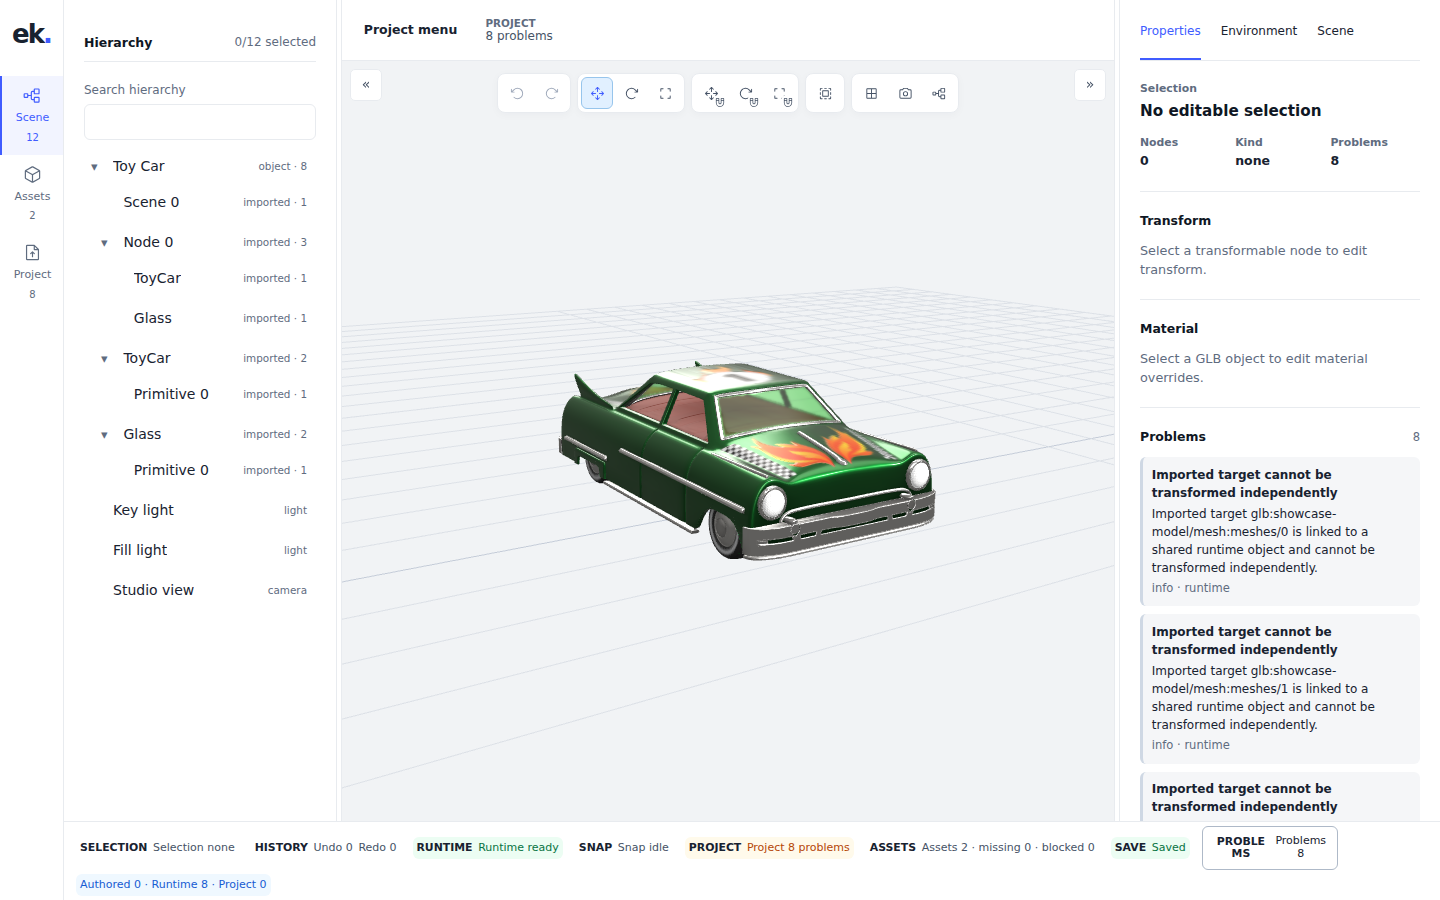 ek.
Scene
12
Assets
2
Project
8
Hierarchy
0/12 selected
Search hierarchy
Toy Car
object · 8
Scene 0
imported · 1
Node 0
imported · 3
ToyCar
imported · 1
Glass
imported · 1
ToyCar
imported · 2
Primitive 0
imported · 1
Glass
imported · 2
Primitive 0
imported · 1
Key light
light
Fill light
light
Studio view
camera
Project menu
PROJECT
8 problems
«
»
Properties
Environment
Scene
Selection
No editable selection
Nodes
Kind
Problems
0
none
8
Transform
Select a transformable node to edit
transform.
Material
Select a GLB object to edit material
overrides.
Problems
8
Imported target cannot be
transformed independently
Imported target glb:showcase-
model/mesh:meshes/0 is linked to a
shared runtime object and cannot be
transformed independently.
info · runtime
Imported target cannot be
transformed independently
Imported target glb:showcase-
model/mesh:meshes/1 is linked to a
shared runtime object and cannot be
transformed independently.
info · runtime
Imported target cannot be
transformed independently
SELECTION Selection none
HISTORY Undo 0 Redo 0
RUNTIME Runtime ready
SNAP Snap idle
PROJECT Project 8 problems
ASSETS Assets 2 · missing 0 · blocked 0
SAVE Saved
PROBLE
MS
Problems
8
Authored 0 · Runtime 8 · Project 0